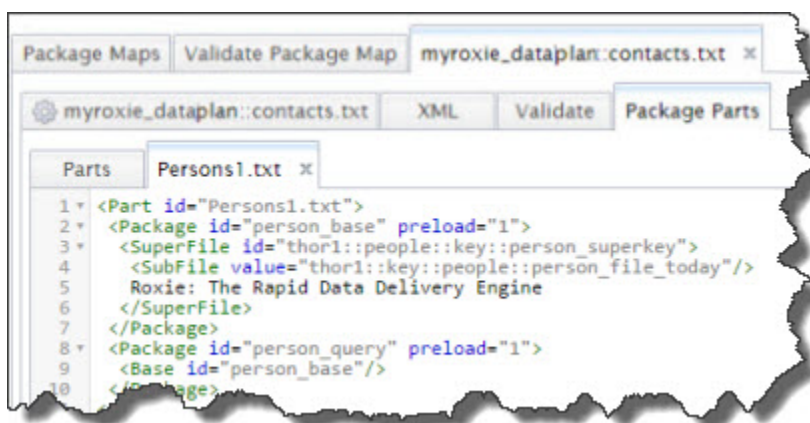 Package Maps Validate Package Map myroxie_dataplan::contacts.txt
myroxie_dataplan::contacts.txt XML Validate Package Parts
Parts Persons1.txt
1 <Part id="Persons1.txt">
2 <Package id="person_base" preload="1">
3 <SuperFile id="thor1::people::key::person_superkey">
4 <SubFile value="thor1::key::people::person_file_today"/>
5 Roxie: The Rapid Data Delivery Engine
6 </SuperFile>
7 </Package>
8 <Package id="person_query" preload="1">
9 <Base id="person_base"/>
10 </Package>